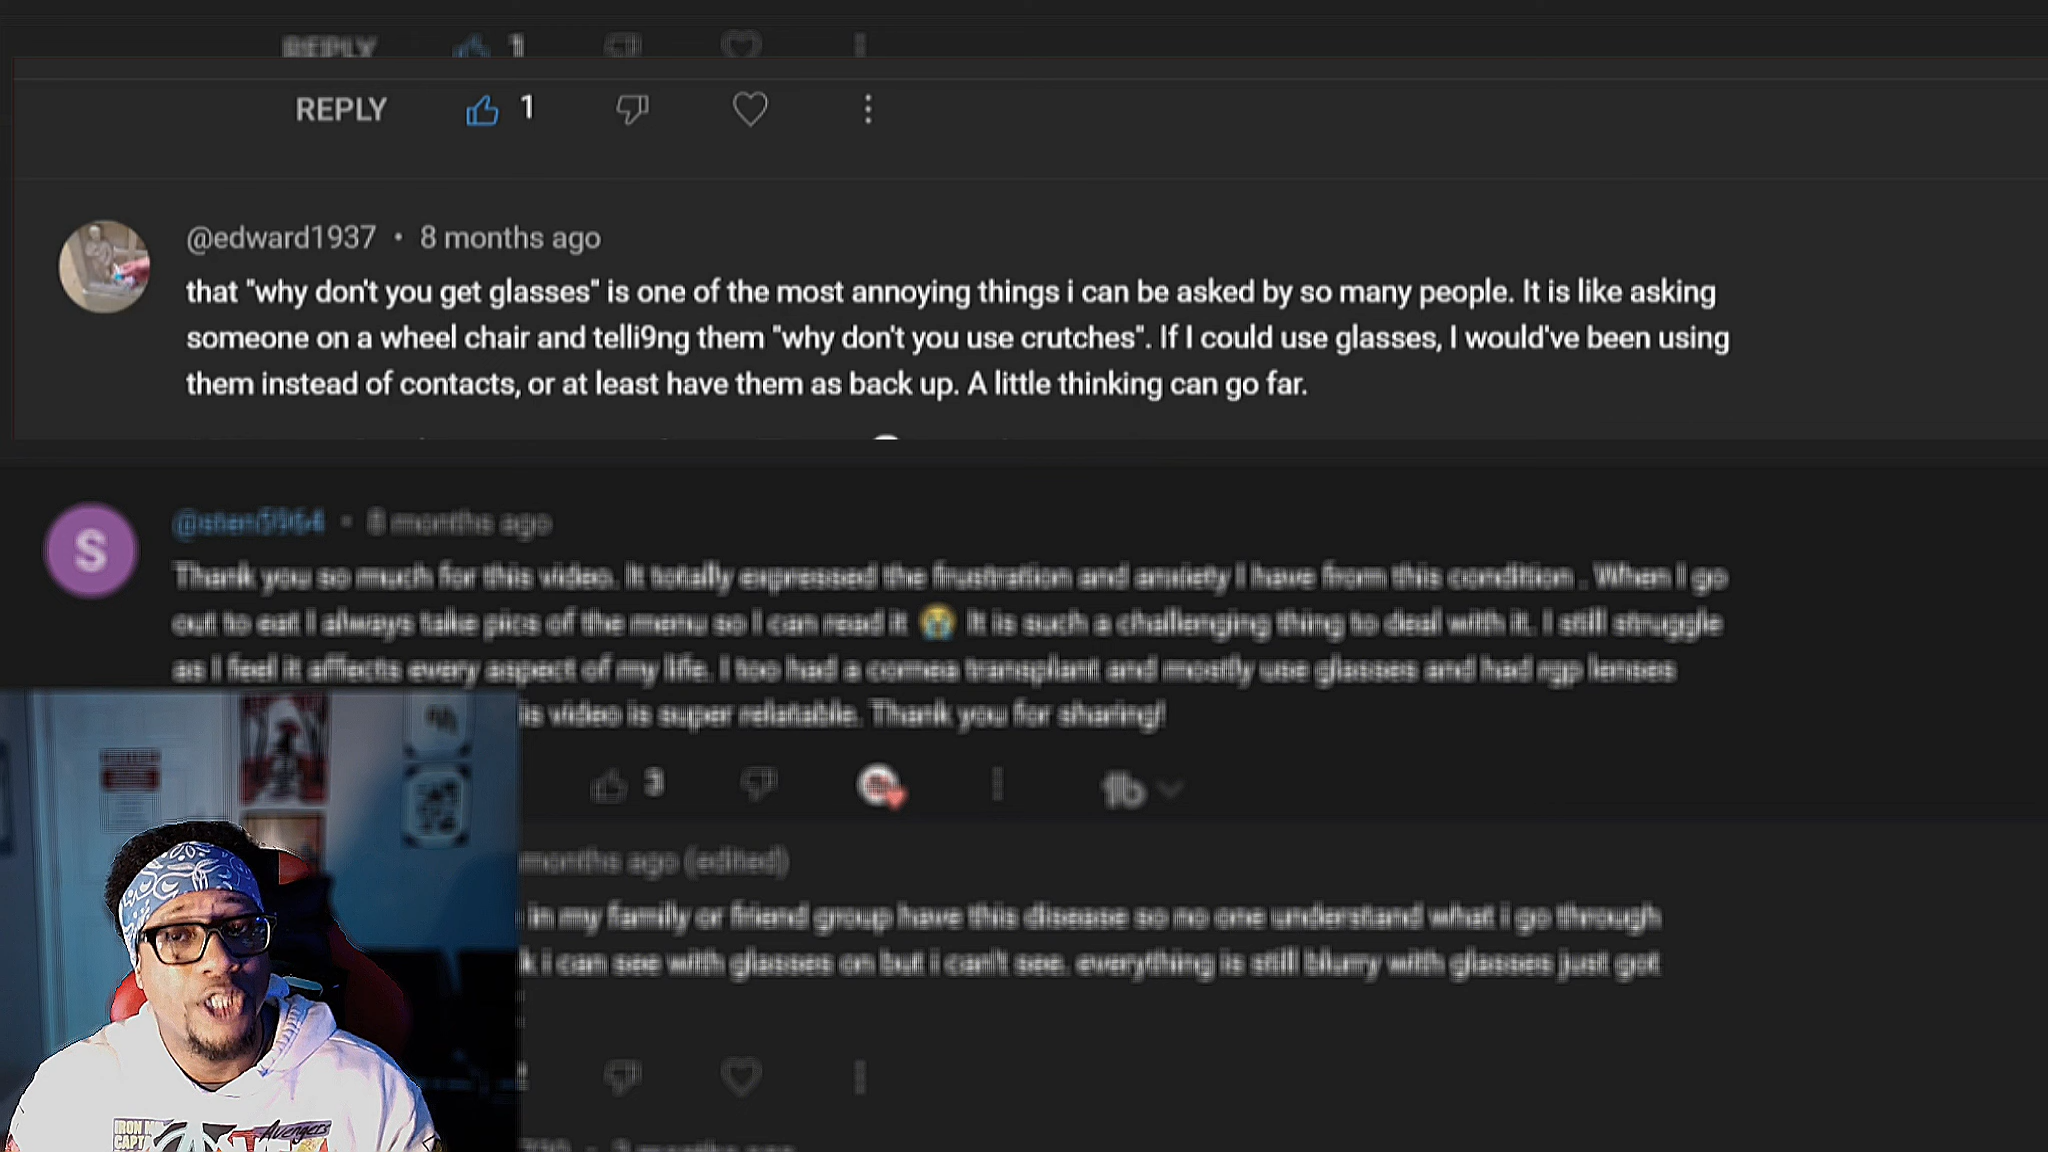 REPLY 1
REPLY 1
@edward1937 • 8 months ago
that "why don't you get glasses" is one of the most annoying things i can be asked by so many people. It is like asking
someone on a wheel chair and telli9ng them "why don't you use crutches". If I could use glasses, I would've been using
them instead of contacts, or at least have them as back up. A little thinking can go far.
S
@sten5964 • 8 months ago
Thank you so much for this video. It totally expressed the frustration and anxiety I have from this condition . When I go
out to eat I always take pics of the menu so I can read it 😭 It is such a challenging thing to deal with it. I still struggle
as I feel it affects every aspect of my life. I too had a cornea transplant and mostly use glasses and had rgp lenses
is video is super relatable. Thank you for sharing!
3
months ago (edited)
in my family or friend group have this disease so no one understand what i go through
k i can see with glasses on but i can't see. everything is still blurry with glasses just got
months ago
IRON
CAPT
Avengers